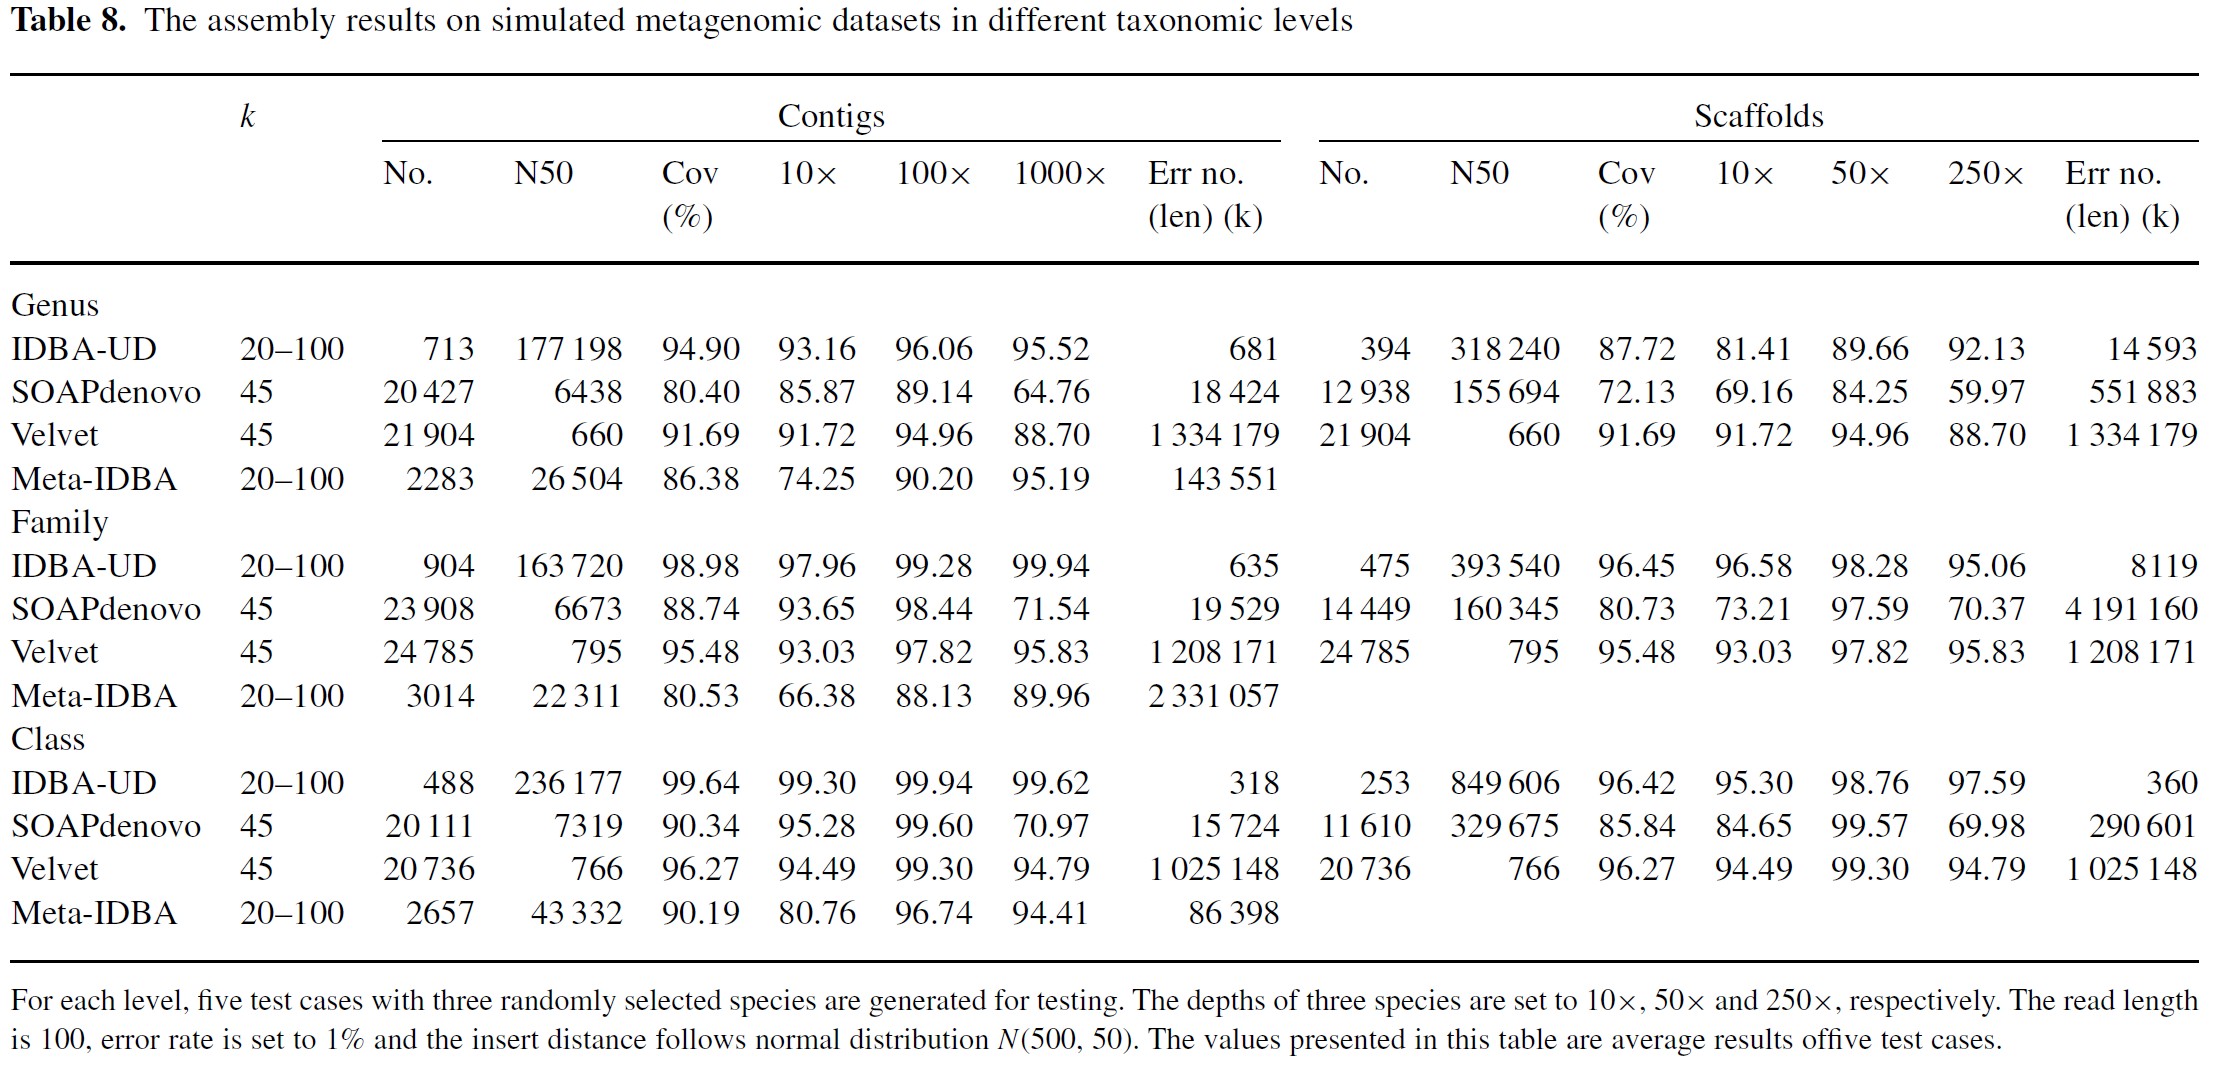 Table 8. The assembly results on simulated metagenomic datasets in different taxonomic levels
k Contigs Scaffolds
No. N50 Cov 10× 100× 1000× Err no. No. N50 Cov 10× 50× 250× Err no.
(%) (len) (k) (%) (len) (k)
Genus
IDBA-UD 20–100 713 177 198 94.90 93.16 96.06 95.52 681 394 318 240 87.72 81.41 89.66 92.13 14 593
SOAPdenovo 45 20 427 6438 80.40 85.87 89.14 64.76 18 424 12 938 155 694 72.13 69.16 84.25 59.97 551 883
Velvet 45 21 904 660 91.69 91.72 94.96 88.70 1 334 179 21 904 660 91.69 91.72 94.96 88.70 1 334 179
Meta-IDBA 20–100 2283 26 504 86.38 74.25 90.20 95.19 143 551
Family
IDBA-UD 20–100 904 163 720 98.98 97.96 99.28 99.94 635 475 393 540 96.45 96.58 98.28 95.06 8119
SOAPdenovo 45 23 908 6673 88.74 93.65 98.44 71.54 19 529 14 449 160 345 80.73 73.21 97.59 70.37 4 191 160
Velvet 45 24 785 795 95.48 93.03 97.82 95.83 1 208 171 24 785 795 95.48 93.03 97.82 95.83 1 208 171
Meta-IDBA 20–100 3014 22 311 80.53 66.38 88.13 89.96 2 331 057
Class
IDBA-UD 20–100 488 236 177 99.64 99.30 99.94 99.62 318 253 849 606 96.42 95.30 98.76 97.59 360
SOAPdenovo 45 20 111 7319 90.34 95.28 99.60 70.97 15 724 11 610 329 675 85.84 84.65 99.57 69.98 290 601
Velvet 45 20 736 766 96.27 94.49 99.30 94.79 1 025 148 20 736 766 96.27 94.49 99.30 94.79 1 025 148
Meta-IDBA 20–100 2657 43 332 90.19 80.76 96.74 94.41 86 398
For each level, five test cases with three randomly selected species are generated for testing. The depths of three species are set to 10×, 50× and 250×, respectively. The read length
is 100, error rate is set to 1% and the insert distance follows normal distribution N(500, 50). The values presented in this table are average results offive test cases.